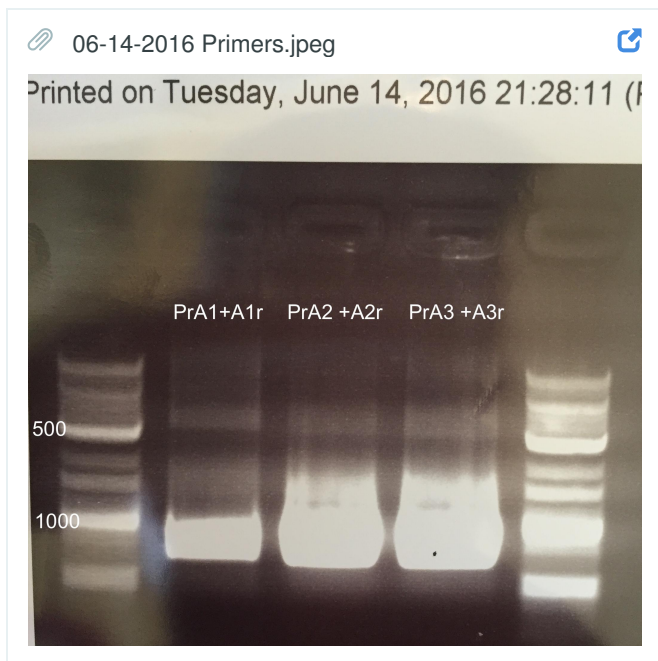 06-14-2016 Primers.jpeg
Printed on Tuesday, June 14, 2016 21:28:11 (
PrA1+A1r PrA2 +A2r PrA3 +A3r
500
1000